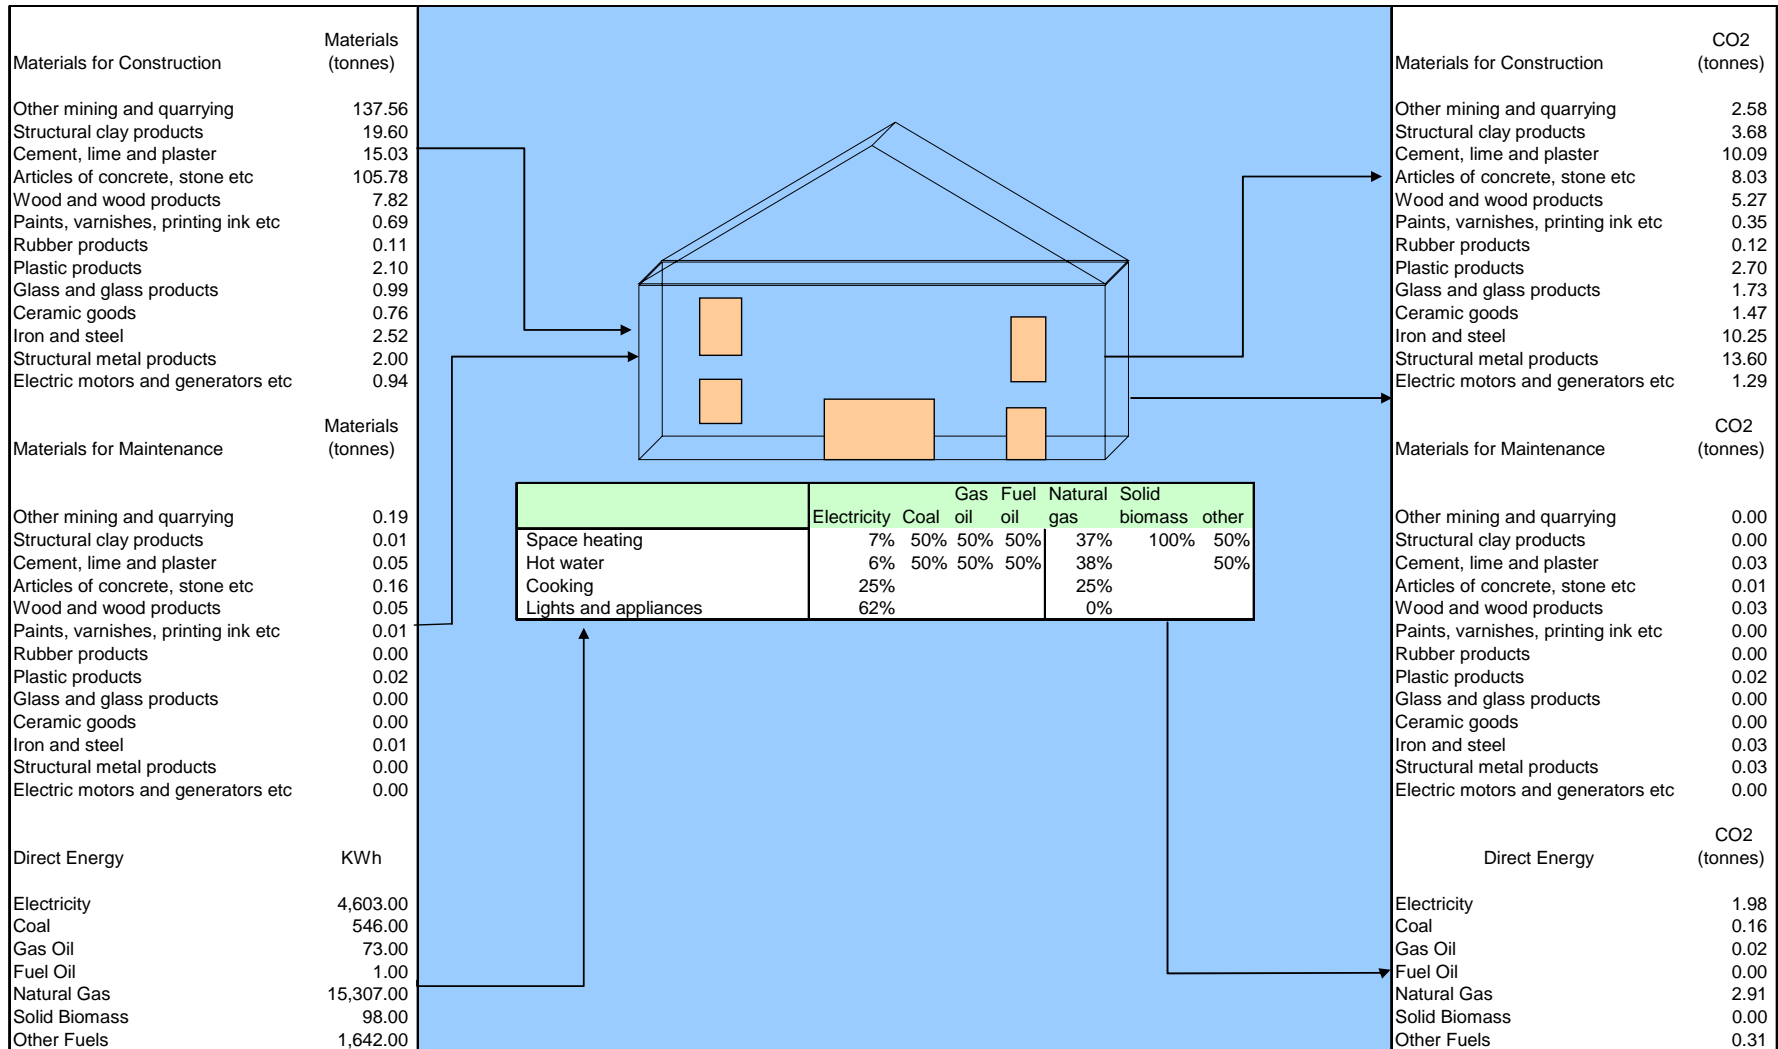 Materials
Materials for Construction (tonnes)
Other mining and quarrying 137.56
Structural clay products 19.60
Cement, lime and plaster 15.03
Articles of concrete, stone etc 105.78
Wood and wood products 7.82
Paints, varnishes, printing ink etc 0.69
Rubber products 0.11
Plastic products 2.10
Glass and glass products 0.99
Ceramic goods 0.76
Iron and steel 2.52
Structural metal products 2.00
Electric motors and generators etc 0.94
Materials
Materials for Maintenance (tonnes)
Other mining and quarrying 0.19
Structural clay products 0.01
Cement, lime and plaster 0.05
Articles of concrete, stone etc 0.16
Wood and wood products 0.05
Paints, varnishes, printing ink etc 0.01
Rubber products 0.00
Plastic products 0.02
Glass and glass products 0.00
Ceramic goods 0.00
Iron and steel 0.01
Structural metal products 0.00
Electric motors and generators etc 0.00
Direct Energy KWh
Electricity 4,603.00
Coal 546.00
Gas Oil 73.00
Fuel Oil 1.00
Natural Gas 15,307.00
Solid Biomass 98.00
Other Fuels 1,642.00
Gas Fuel Natural Solid
Electricity Coal oil oil gas biomass other
Space heating 7% 50% 50% 50% 37% 100% 50%
Hot water 6% 50% 50% 50% 38% 50%
Cooking 25% 25%
Lights and appliances 62% 0%
CO2
Materials for Construction (tonnes)
Other mining and quarrying 2.58
Structural clay products 3.68
Cement, lime and plaster 10.09
Articles of concrete, stone etc 8.03
Wood and wood products 5.27
Paints, varnishes, printing ink etc 0.35
Rubber products 0.12
Plastic products 2.70
Glass and glass products 1.73
Ceramic goods 1.47
Iron and steel 10.25
Structural metal products 13.60
Electric motors and generators etc 1.29
CO2
Materials for Maintenance (tonnes)
Other mining and quarrying 0.00
Structural clay products 0.00
Cement, lime and plaster 0.03
Articles of concrete, stone etc 0.01
Wood and wood products 0.03
Paints, varnishes, printing ink etc 0.00
Rubber products 0.00
Plastic products 0.02
Glass and glass products 0.00
Ceramic goods 0.00
Iron and steel 0.03
Structural metal products 0.03
Electric motors and generators etc 0.00
CO2
Direct Energy (tonnes)
Electricity 1.98
Coal 0.16
Gas Oil 0.02
Fuel Oil 0.00
Natural Gas 2.91
Solid Biomass 0.00
Other Fuels 0.31